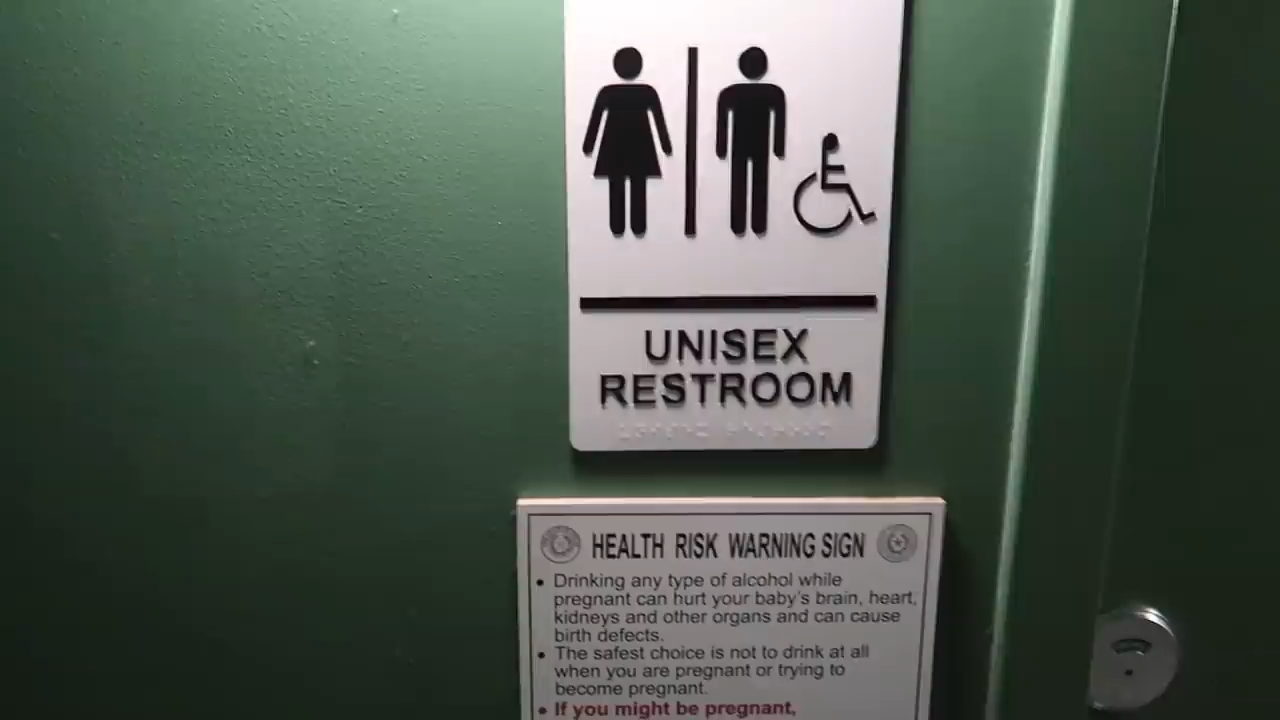 UNISEX
RESTROOM
HEALTH RISK WARNING SIGN
• Drinking any type of alcohol while
pregnant can hurt your baby's brain, heart,
kidneys and other organs and can cause
birth defects.
• The safest choice is not to drink at all
when you are pregnant or trying to
become pregnant.
• If you might be pregnant,